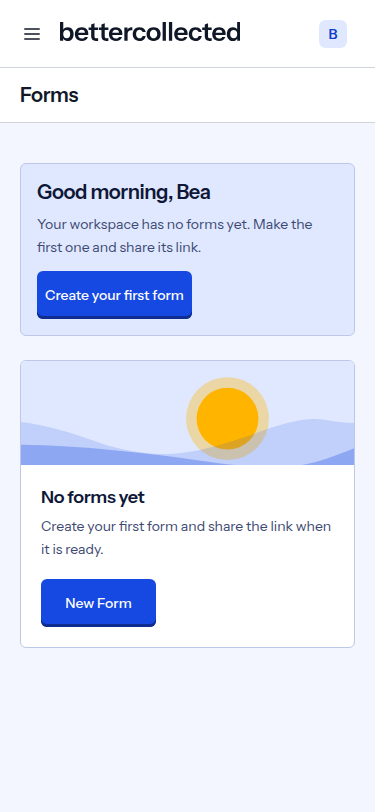 bettercollected
B
Forms
Good morning, Bea
Your workspace has no forms yet. Make the
first one and share its link.
Create your first form
No forms yet
Create your first form and share the link when
it is ready.
New Form